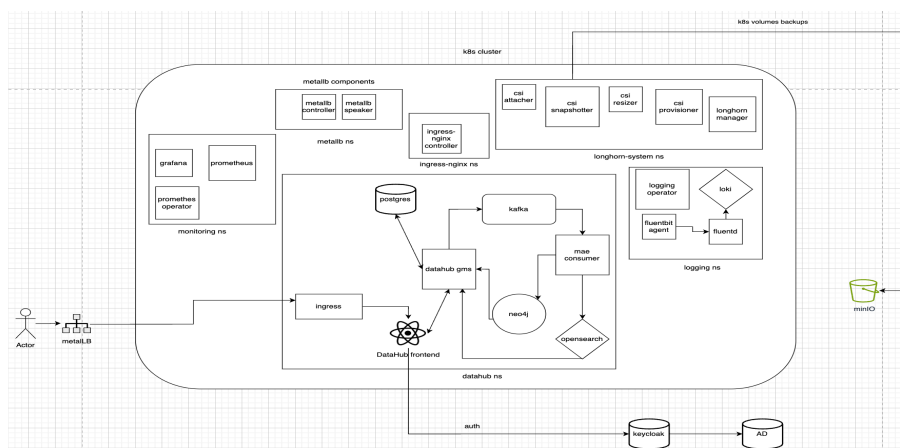 k8s volumes backups
k8s cluster
metallb components
metallb
controller
metallb
speaker
metallb ns
ingress-
nginx
controller
ingress-nginx ns
csi
attacher
csi
snapshotter
csi
resizer
csi
provisioner
longhorn
manager
longhorn-system ns
grafana
prometheus
promethes
operator
monitoring ns
logging
operator
loki
fluentbit
agent
fluentd
logging ns
postgres
kafka
datahub gms
mae
consumer
neo4j
opensearch
ingress
DataHub frontend
datahub ns
Actor
metalLB
minIO
auth
keycloak
AD